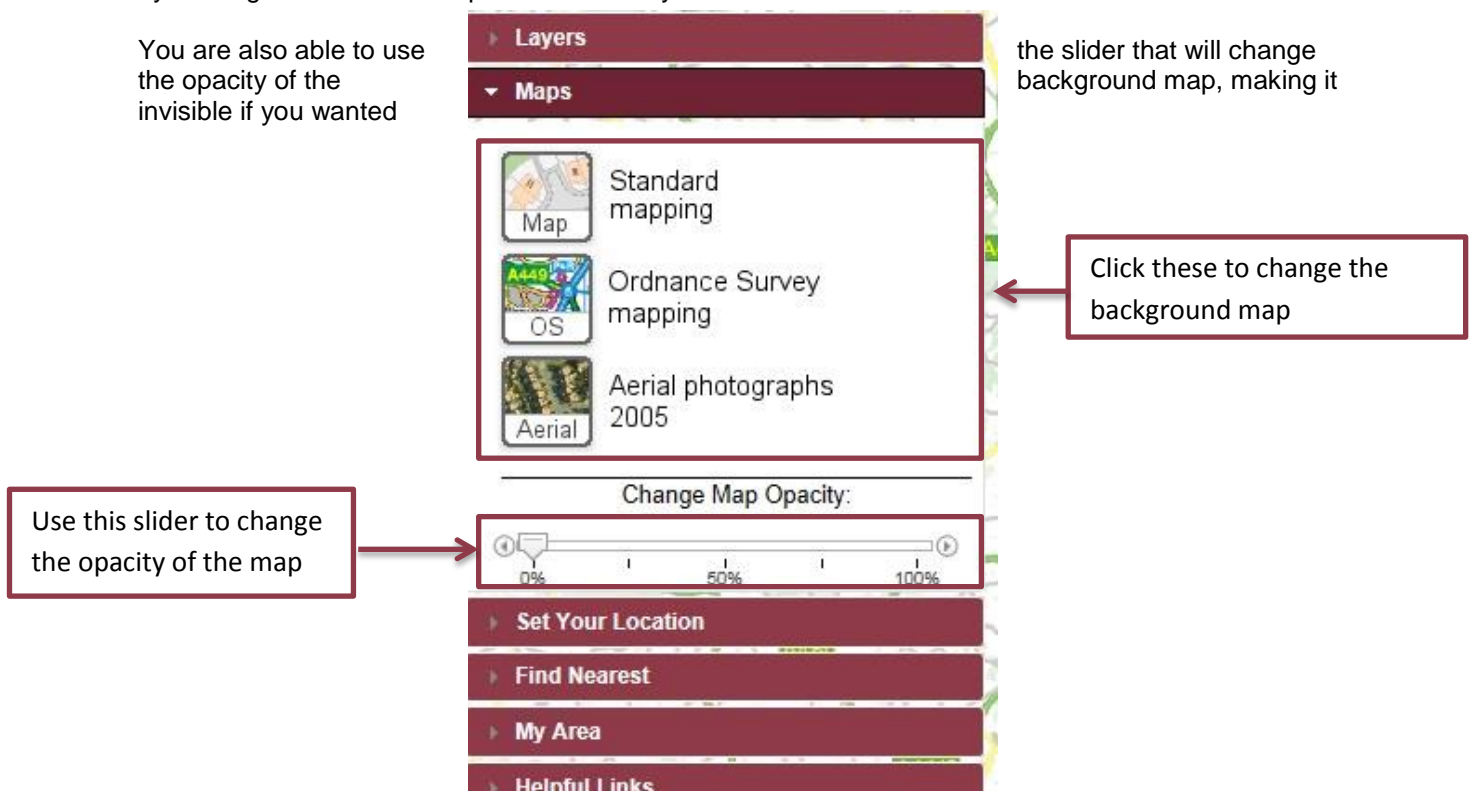 You are also able to use the slider that will change
the opacity of the background map, making it
invisible if you wanted
Layers
Maps
Map
Standard
mapping
A449
OS
Ordnance Survey
mapping
Aerial
Aerial photographs
2005
Click these to change the
background map
Change Map Opacity:
Use this slider to change
the opacity of the map
0%
50%
100%
Set Your Location
Find Nearest
My Area
Helpful Links